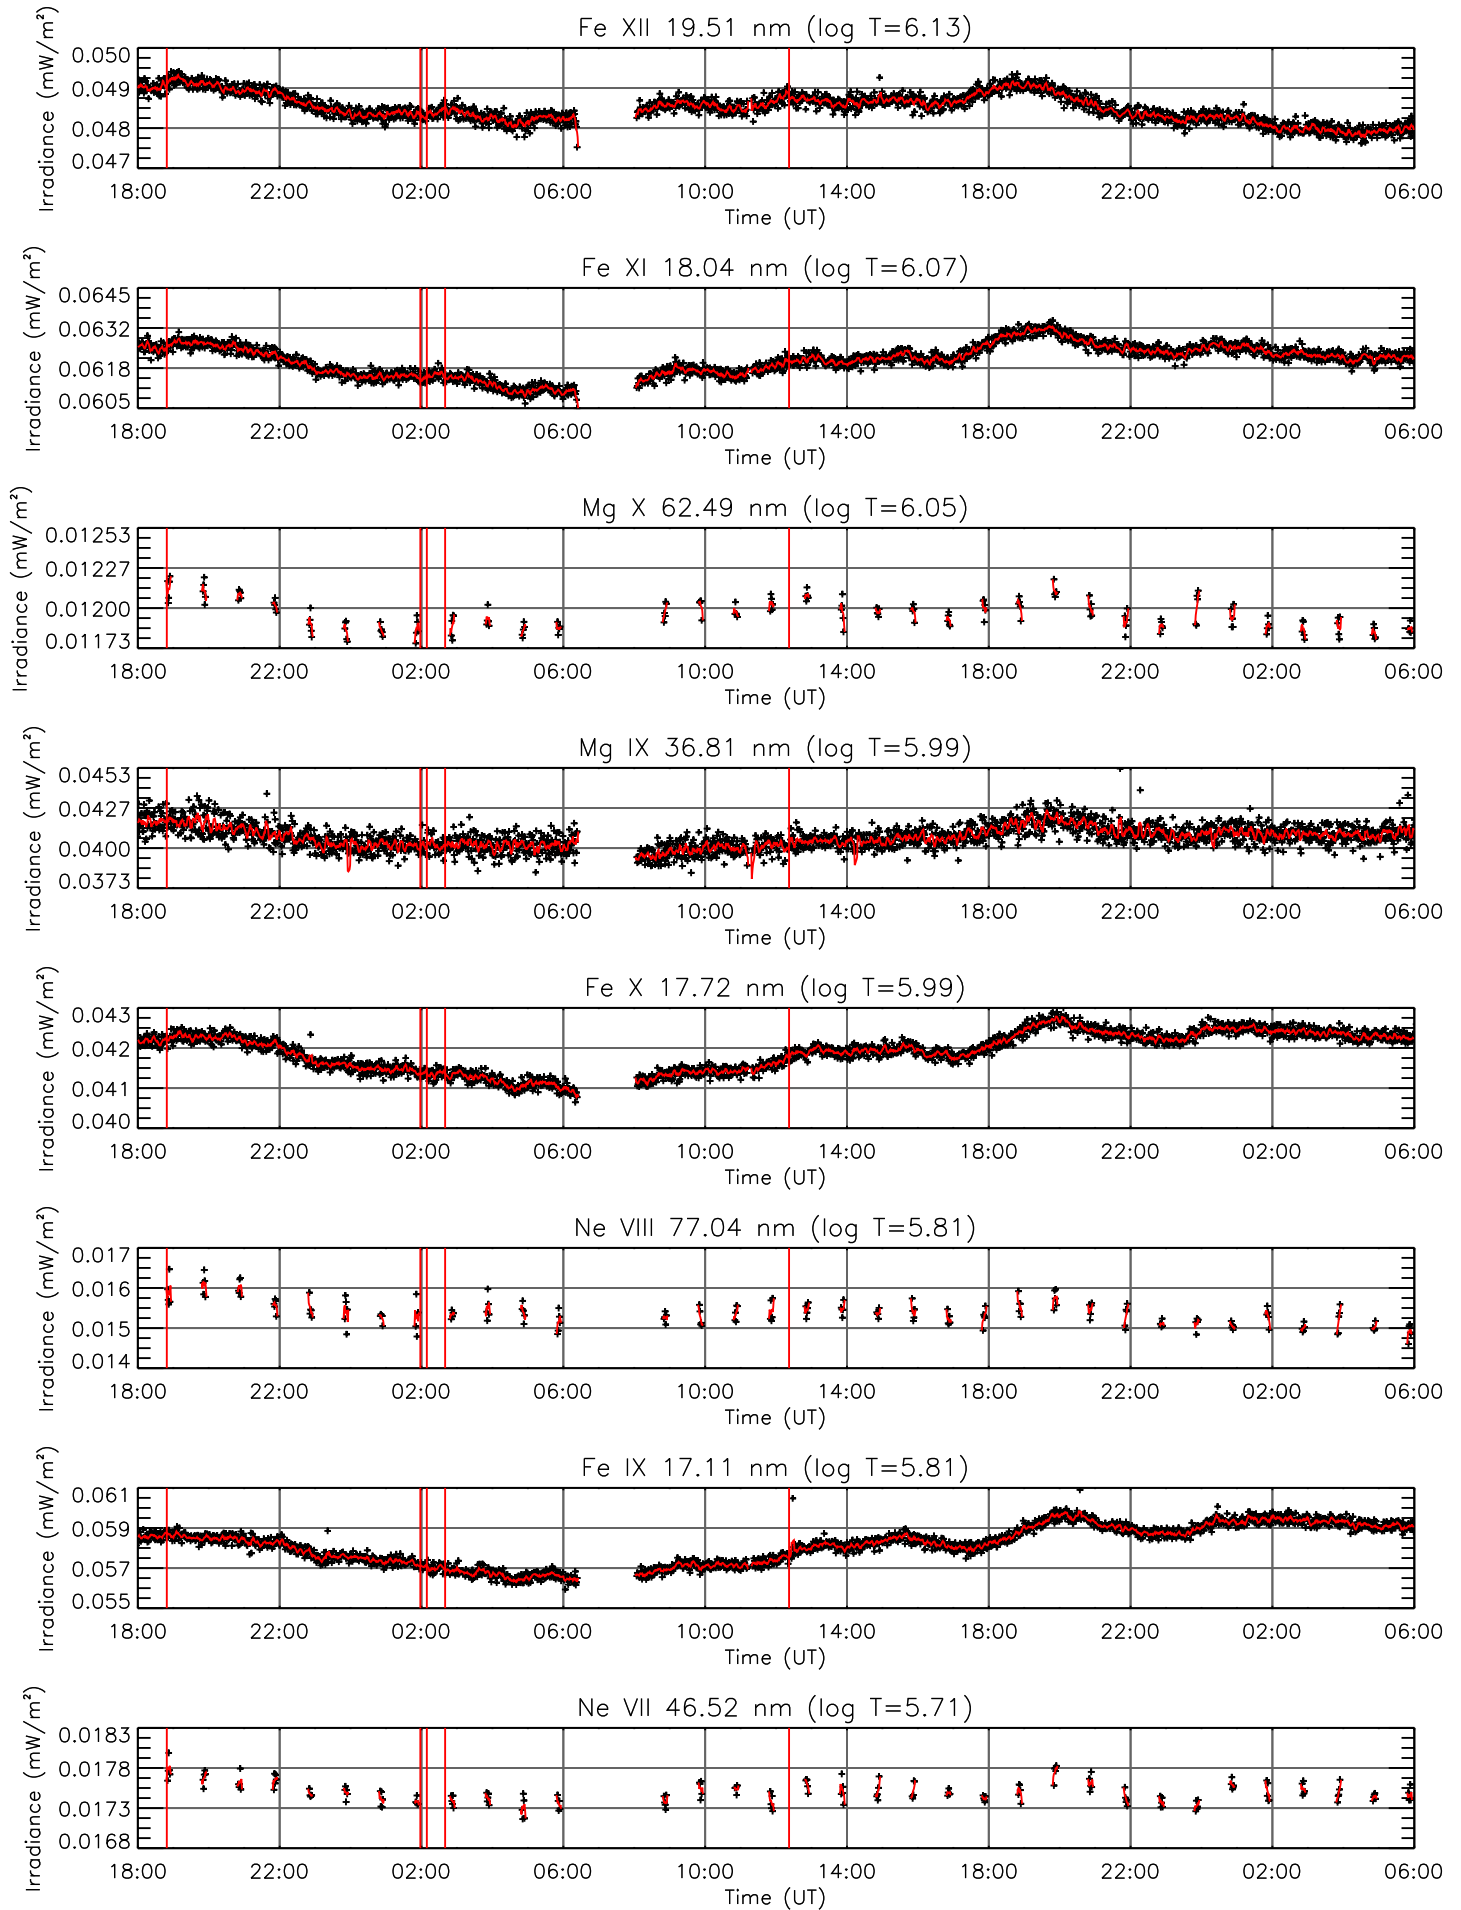 Fe XII 19.51 nm (log T=6.13)
Irradiance (mW/m²)
0.050
0.049
0.048
0.047
18:00 22:00 02:00 06:00 10:00 14:00 18:00 22:00 02:00 06:00
Time (UT)
Fe XI 18.04 nm (log T=6.07)
Irradiance (mW/m²)
0.0645
0.0632
0.0618
0.0605
18:00 22:00 02:00 06:00 10:00 14:00 18:00 22:00 02:00 06:00
Time (UT)
Mg X 62.49 nm (log T=6.05)
Irradiance (mW/m²)
0.01253
0.01227
0.01200
0.01173
18:00 22:00 02:00 06:00 10:00 14:00 18:00 22:00 02:00 06:00
Time (UT)
Mg IX 36.81 nm (log T=5.99)
Irradiance (mW/m²)
0.0453
0.0427
0.0400
0.0373
18:00 22:00 02:00 06:00 10:00 14:00 18:00 22:00 02:00 06:00
Time (UT)
Fe X 17.72 nm (log T=5.99)
Irradiance (mW/m²)
0.043
0.042
0.041
0.040
18:00 22:00 02:00 06:00 10:00 14:00 18:00 22:00 02:00 06:00
Time (UT)
Ne VIII 77.04 nm (log T=5.81)
Irradiance (mW/m²)
0.017
0.016
0.015
0.014
18:00 22:00 02:00 06:00 10:00 14:00 18:00 22:00 02:00 06:00
Time (UT)
Fe IX 17.11 nm (log T=5.81)
Irradiance (mW/m²)
0.061
0.059
0.057
0.055
18:00 22:00 02:00 06:00 10:00 14:00 18:00 22:00 02:00 06:00
Time (UT)
Ne VII 46.52 nm (log T=5.71)
Irradiance (mW/m²)
0.0183
0.0178
0.0173
0.0168
18:00 22:00 02:00 06:00 10:00 14:00 18:00 22:00 02:00 06:00
Time (UT)